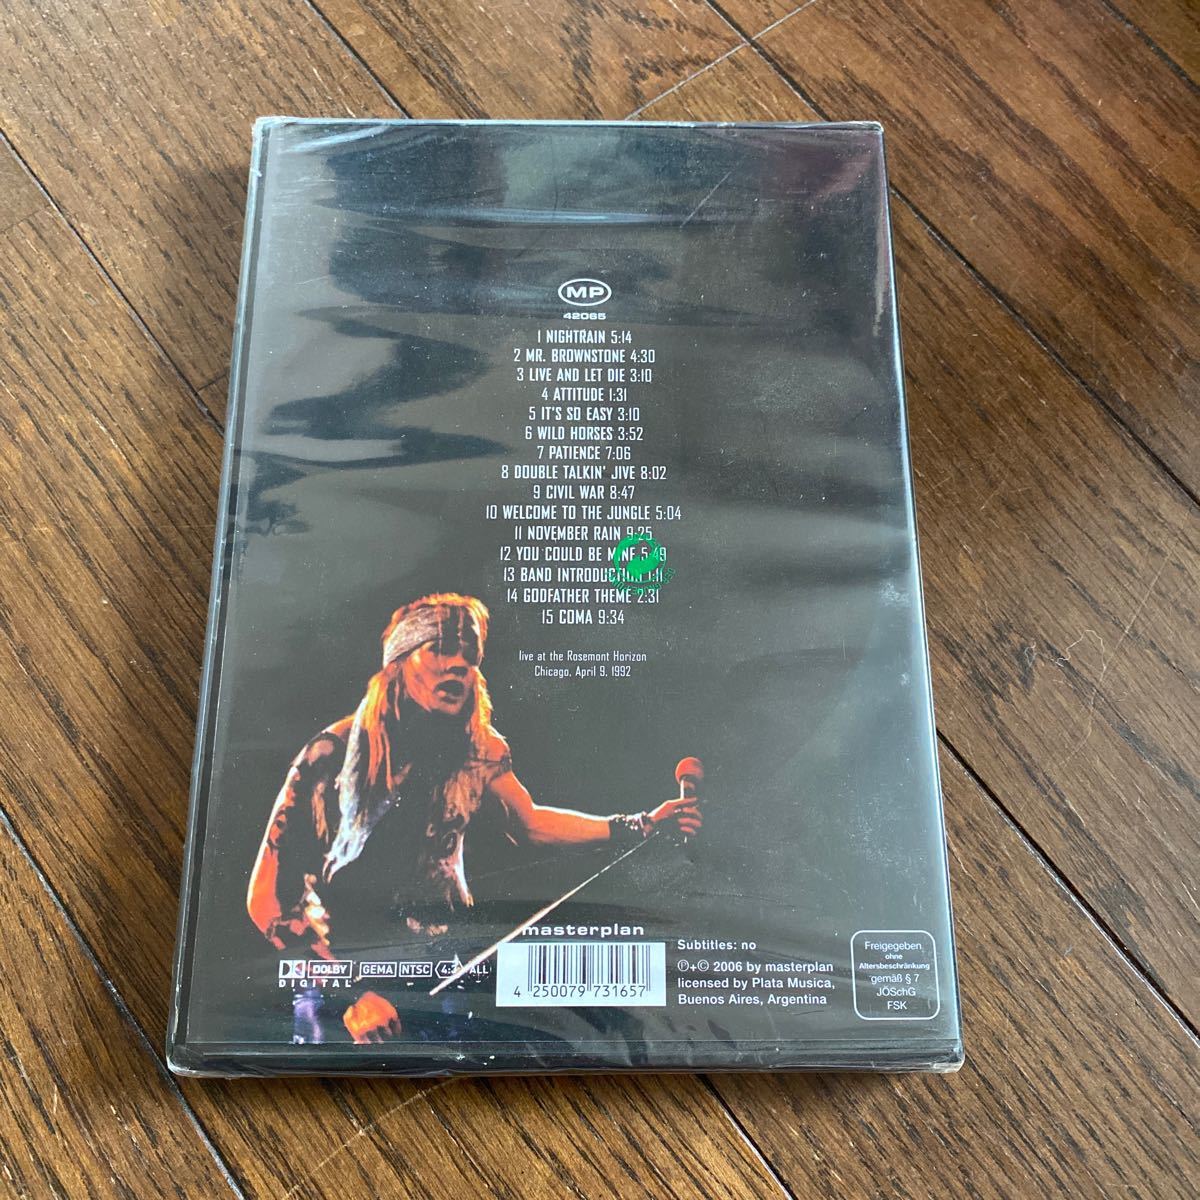 MP
42065
1 NIGHTRAIN 5:14
2 MR. BROWNSTONE 4:30
3 LIVE AND LET DIE 3:10
4 ATTITUDE 1:31
5 IT'S SO EASY 3:10
6 WILD HORSES 3:52
7 PATIENCE 7:06
8 DOUBLE TALKIN' JIVE 8:02
9 CIVIL WAR 8:47
10 WELCOME TO THE JUNGLE 5:04
11 NOVEMBER RAIN 9:25
12 YOU COULD BE MINE 5:49
13 BAND INTRODUCTION 1:11
14 GODFATHER THEME 2:31
15 COMA 9:34
live at the Rosemont Horizon
Chicago, April 9, 1992
masterplan
DOLBY
DIGITAL
GEMA
NTSC
4:3
ALL
4 250079 731657
Subtitles: no
℗+© 2006 by masterplan
licensed by Plata Musica,
Buenos Aires, Argentina
Freigegeben
ohne
Altersbeschränkung
gemäß § 7
JÖSchG
FSK